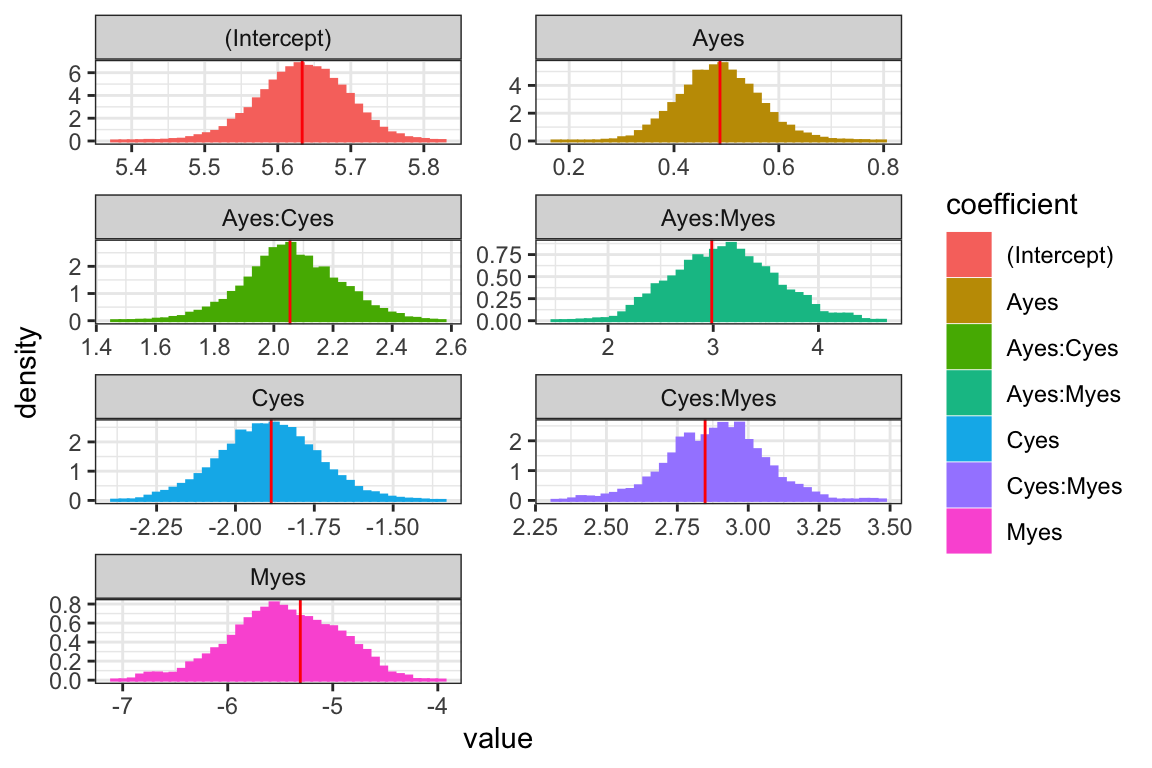 (Intercept)
6
4
2
0
5.4 5.5 5.6 5.7 5.8
Ayes
4
2
0
0.2 0.4 0.6 0.8
Ayes:Cyes
2
1
0
1.4 1.6 1.8 2.0 2.2 2.4 2.6
Ayes:Myes
0.75
0.50
0.25
0.00
2 3 4
Cyes
2
1
0
-2.25 -2.00 -1.75 -1.50
Cyes:Myes
2
1
0
2.25 2.50 2.75 3.00 3.25 3.50
Myes
0.8
0.6
0.4
0.2
0.0
-7 -6 -5 -4
density
value
coefficient
(Intercept)
Ayes
Ayes:Cyes
Ayes:Myes
Cyes
Cyes:Myes
Myes